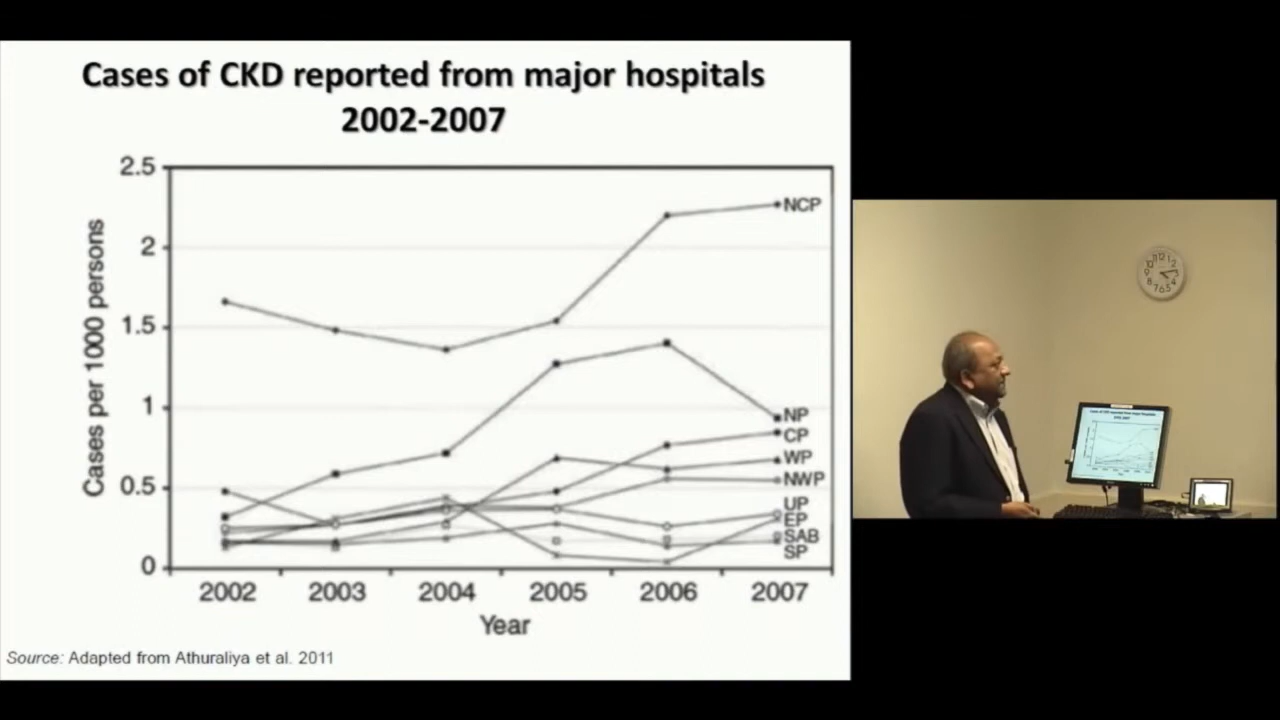 Cases of CKD reported from major hospitals
2002-2007
2.5
2
1.5
1
0.5
0
Cases per 1000 persons
NCP
NP
CP
WP
NWP
UP
EP
SAB
SP
2002 2003 2004 2005 2006 2007
Year
Source: Adapted from Athuraliya et al. 2011